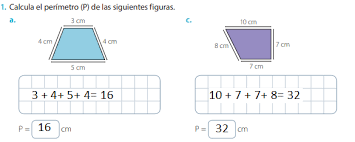 1. Calcula el perímetro (P) de las siguientes figuras.
a.
3 cm
4 cm
4 cm
5 cm
3 + 4+ 5+ 4= 16
P = 16 cm
c.
10 cm
8 cm
7 cm
7 cm
10 + 7 + 7+ 8= 32
P = 32 cm